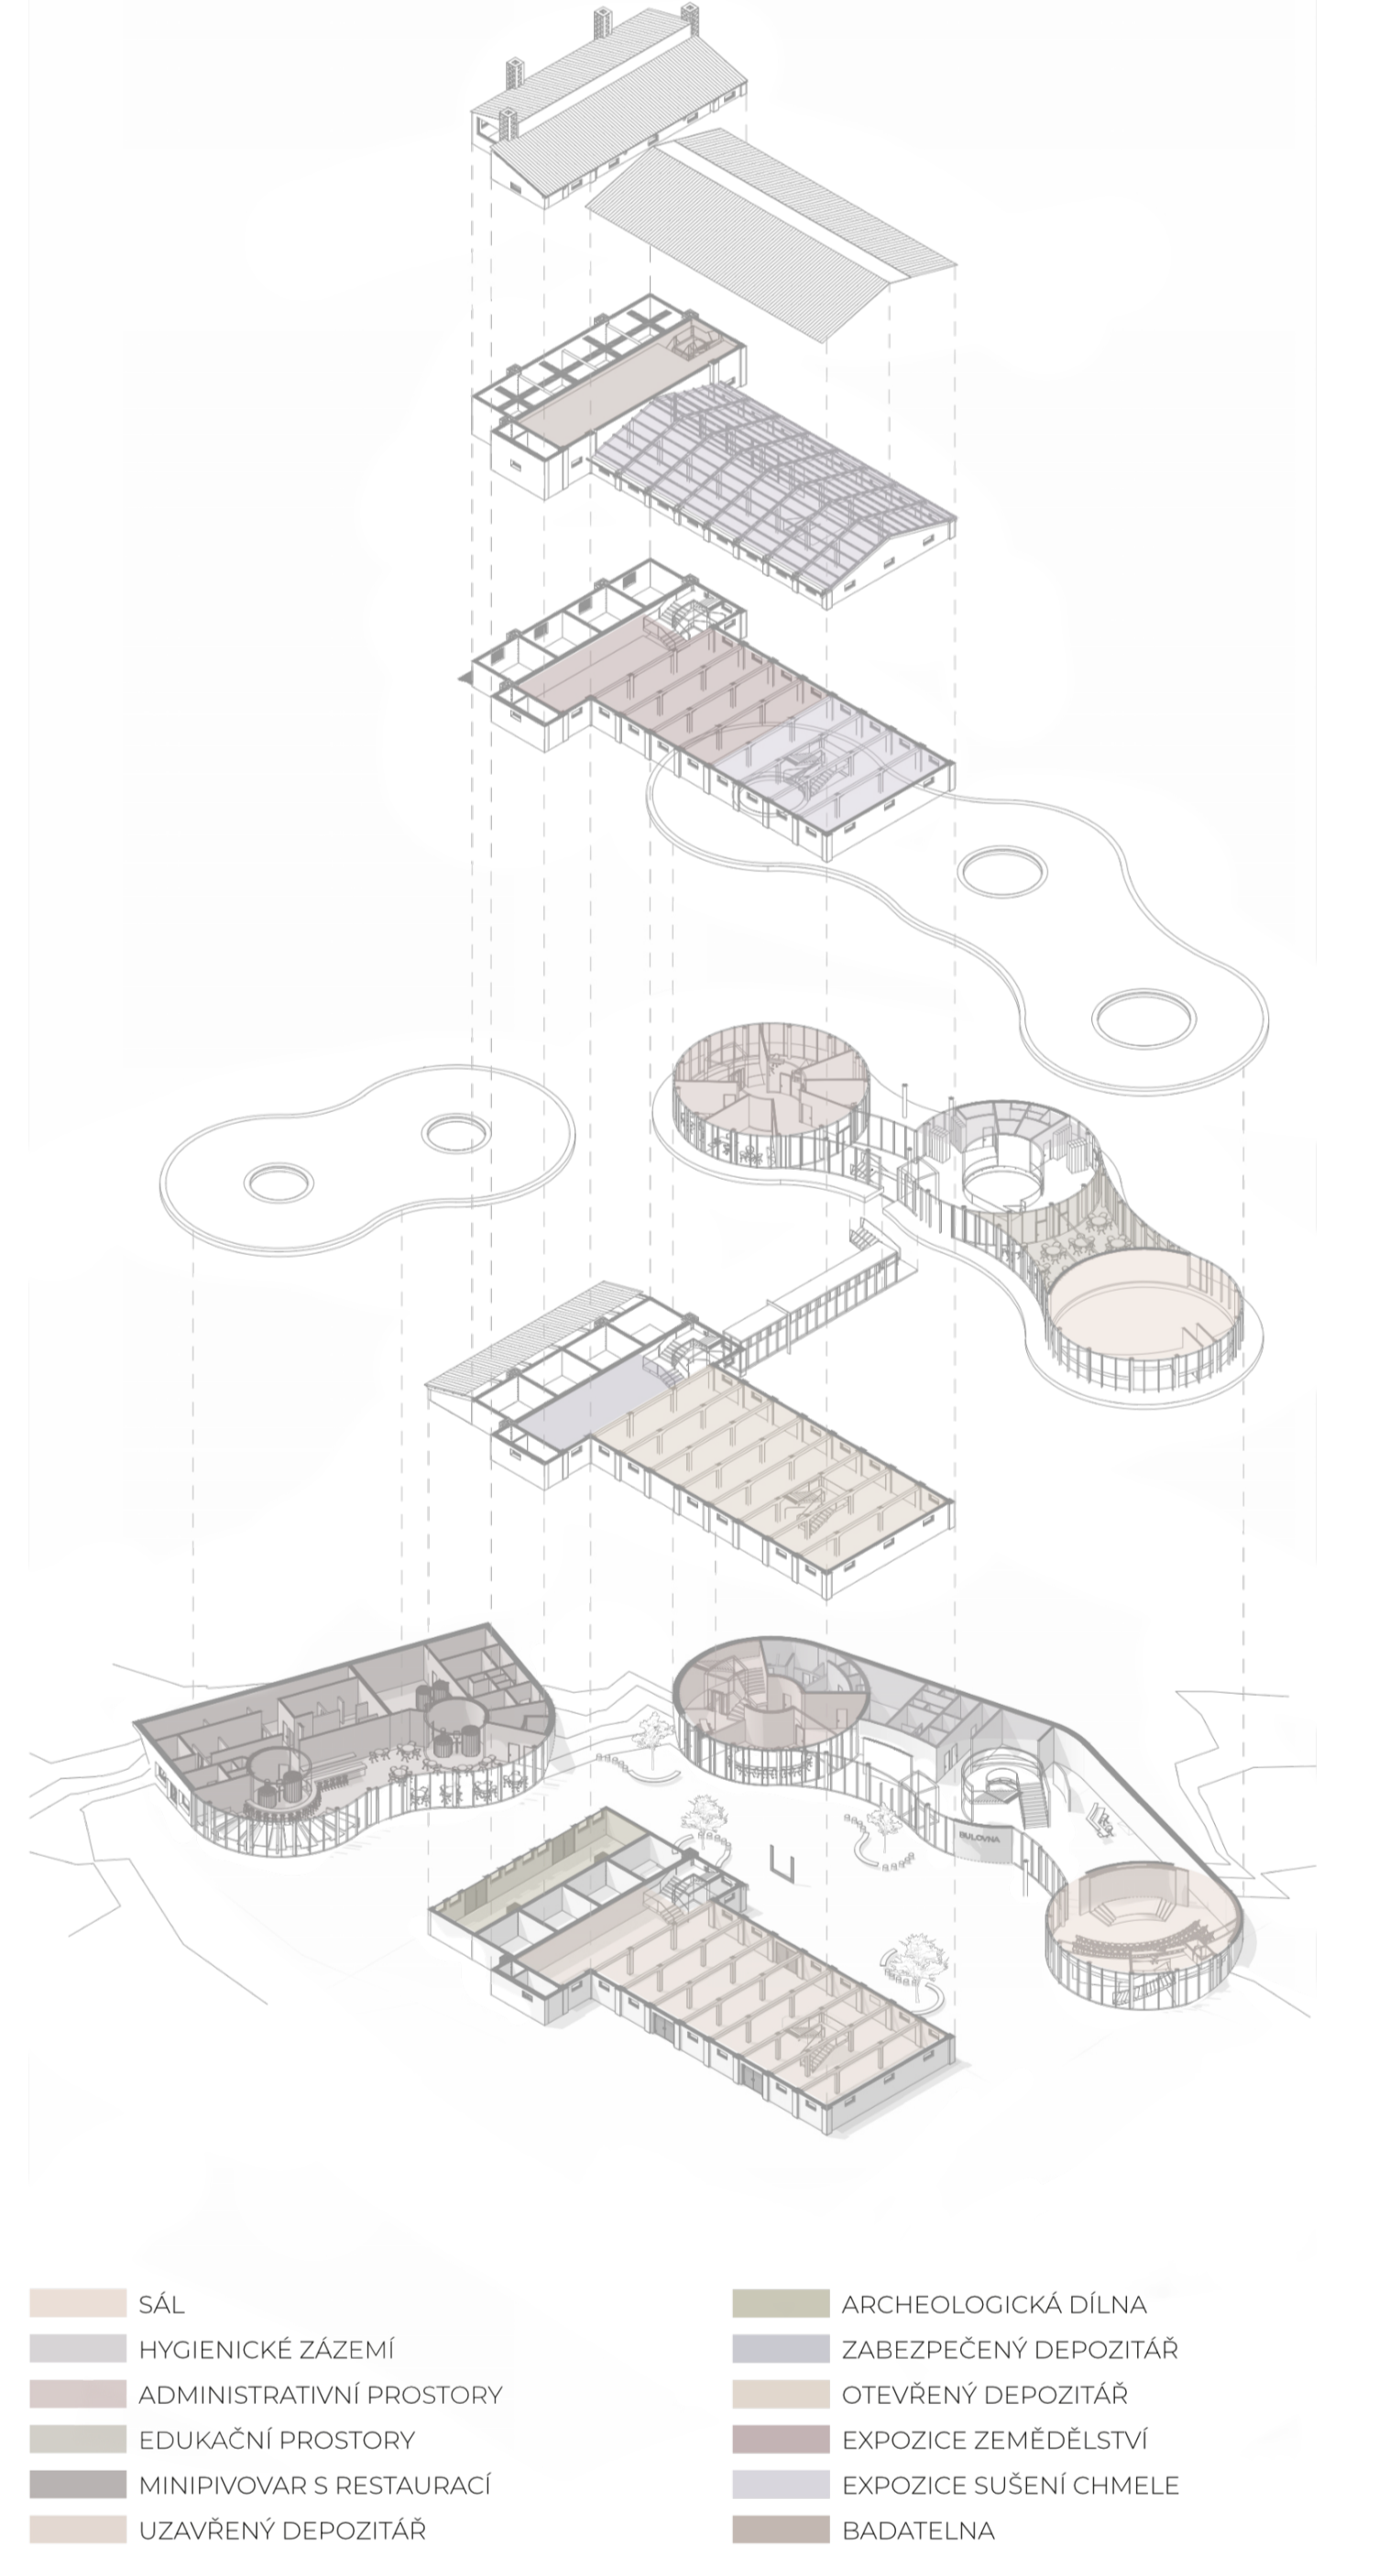 BULOVNA
SÁL
HYGIENICKÉ ZÁZEMÍ
ADMINISTRATIVNÍ PROSTORY
EDUKAČNÍ PROSTORY
MINIPIVOVAR S RESTAURACÍ
UZAVŘENÝ DEPOZITÁŘ
ARCHEOLOGICKÁ DÍLNA
ZABEZPEČENÝ DEPOZITÁŘ
OTEVŘENÝ DEPOZITÁŘ
EXPOZICE ZEMĚDĚLSTVÍ
EXPOZICE SUŠENÍ CHMELE
BADATELNA